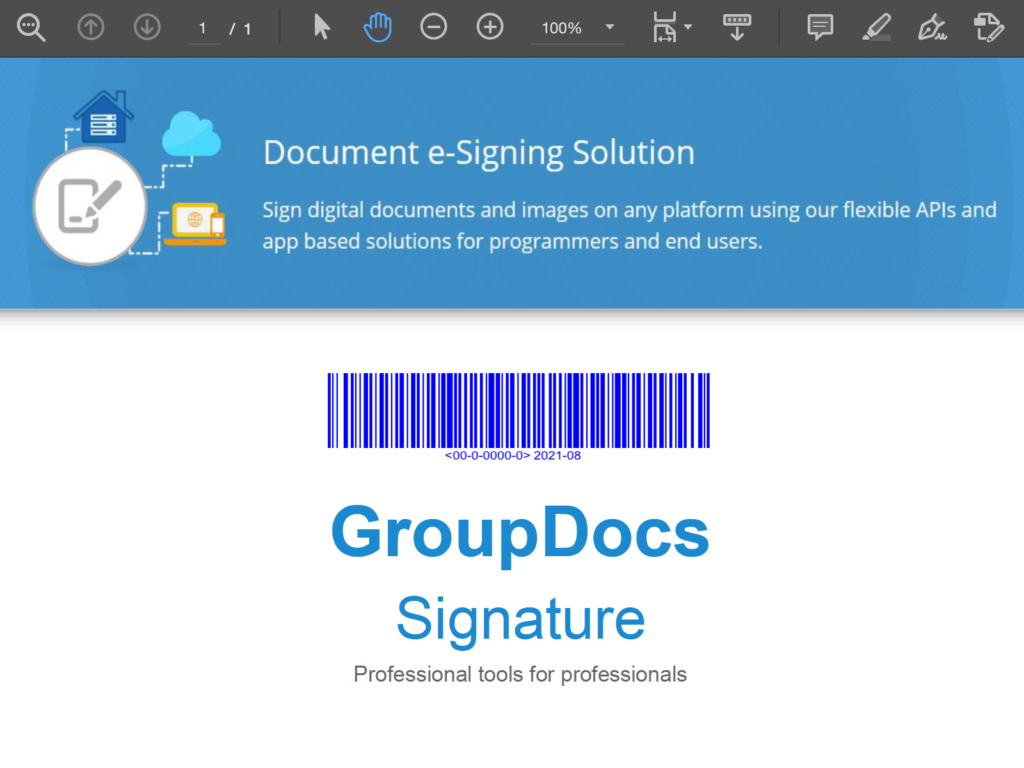 1 / 1
100%
Document e-Signing Solution
Sign digital documents and images on any platform using our flexible APIs and
app based solutions for programmers and end users.
<00-0-0000-0> 2021-08
GroupDocs
Signature
Professional tools for professionals